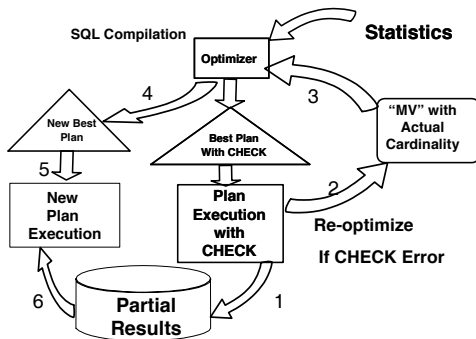 SQL Compilation
Statistics
Optimizer
4
3
New Best
Plan
Best Plan
With CHECK
“MV” with
Actual
Cardinality
5
2
New
Plan
Execution
Plan
Execution
with
CHECK
Re-optimize
If CHECK Error
6
Partial
Results
1